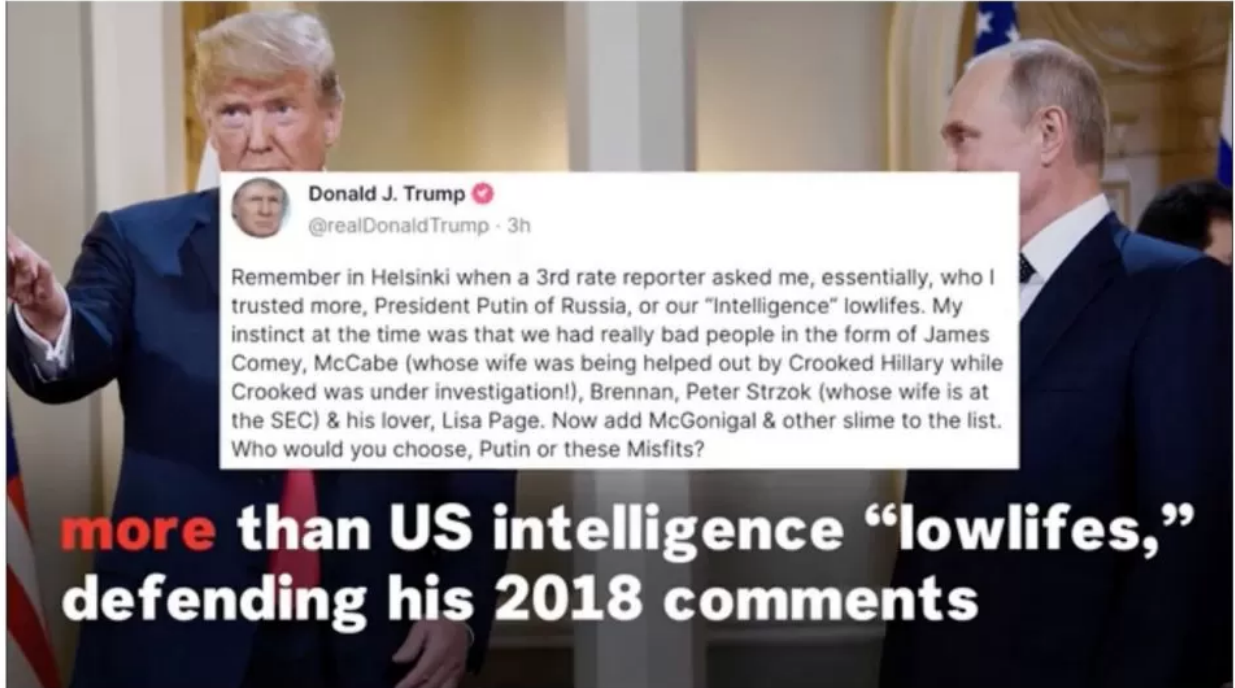 Donald J. Trump
@realDonaldTrump · 3h
Remember in Helsinki when a 3rd rate reporter asked me, essentially, who I
trusted more, President Putin of Russia, or our "Intelligence" lowlifes. My
instinct at the time was that we had really bad people in the form of James
Comey, McCabe (whose wife was being helped out by Crooked Hillary while
Crooked was under investigation!), Brennan, Peter Strzok (whose wife is at
the SEC) & his lover, Lisa Page. Now add McGonigal & other slime to the list.
Who would you choose, Putin or these Misfits?
more than US intelligence “lowlifes,”
defending his 2018 comments